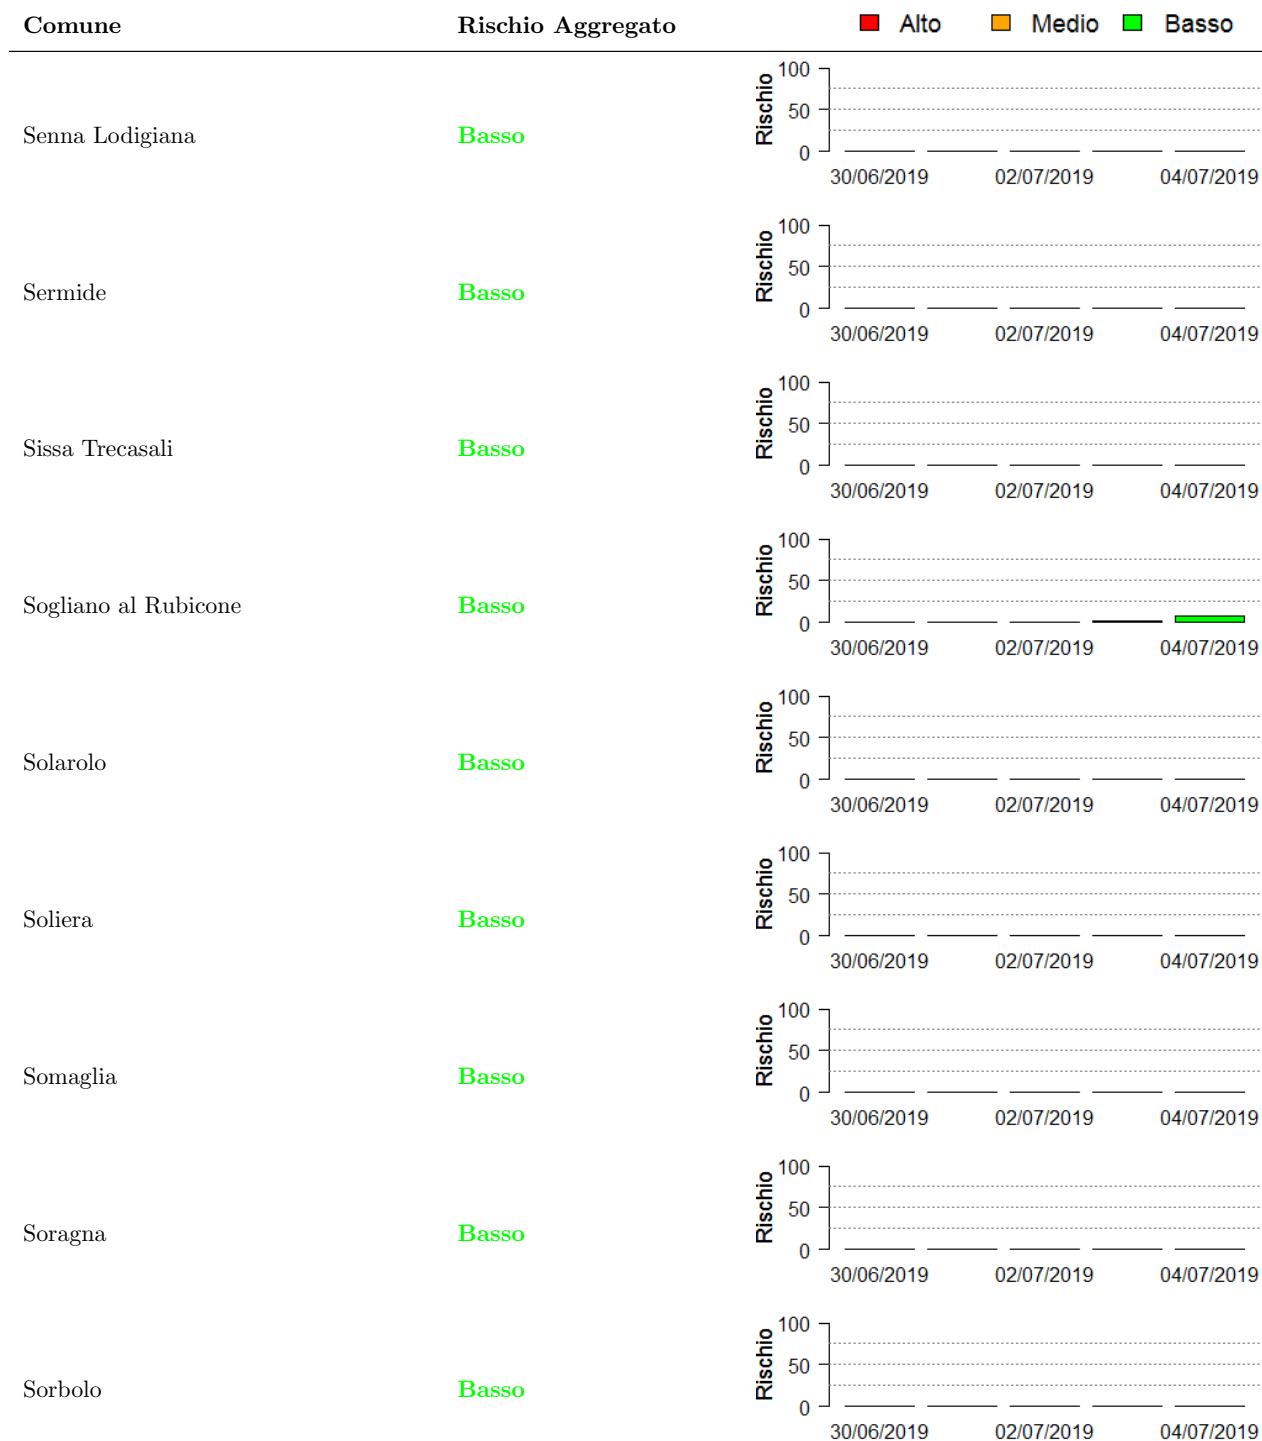 Comune Rischio Aggregato Alto Medio Basso
100
50
0
Rischio
Senna Lodigiana Basso
30/06/2019 02/07/2019 04/07/2019
100
50
0
Rischio
Sermide Basso
30/06/2019 02/07/2019 04/07/2019
100
50
0
Rischio
Sissa Trecasali Basso
30/06/2019 02/07/2019 04/07/2019
100
50
0
Rischio
Sogliano al Rubicone Basso
30/06/2019 02/07/2019 04/07/2019
100
50
0
Rischio
Solarolo Basso
30/06/2019 02/07/2019 04/07/2019
100
50
0
Rischio
Soliera Basso
30/06/2019 02/07/2019 04/07/2019
100
50
0
Rischio
Somaglia Basso
30/06/2019 02/07/2019 04/07/2019
100
50
0
Rischio
Soragna Basso
30/06/2019 02/07/2019 04/07/2019
100
50
0
Rischio
Sorbolo Basso
30/06/2019 02/07/2019 04/07/2019